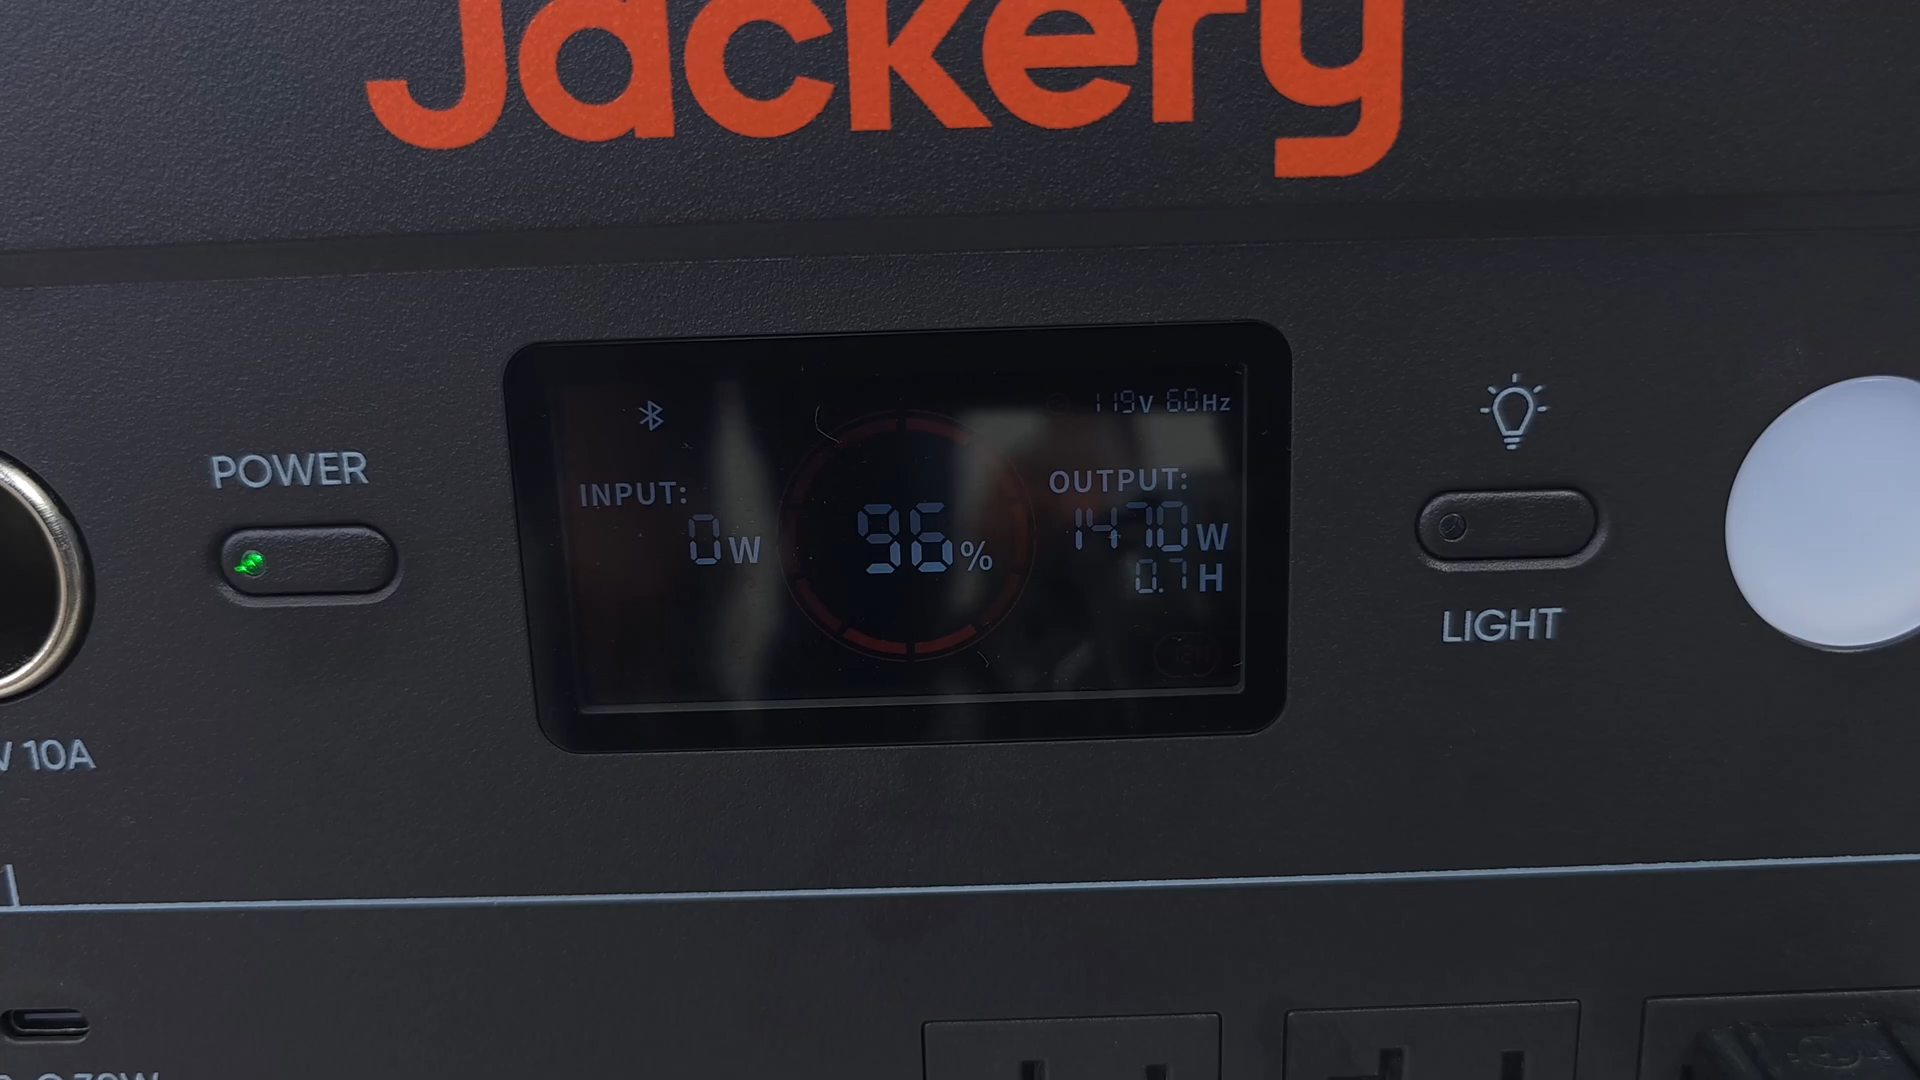 Jackery
119V 60Hz
POWER
INPUT:
0W
96%
OUTPUT:
1470W
0.7H
LIGHT
10A